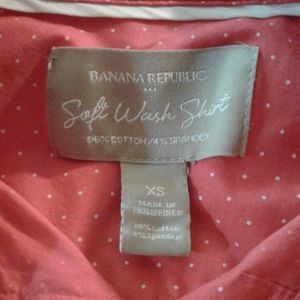 BANANA REPUBLIC
Soft Wash Shirt
96% COTTON/4% SPANDEX
XS
MADE IN
PHILIPPINES
96% Cotton
4% Spandex